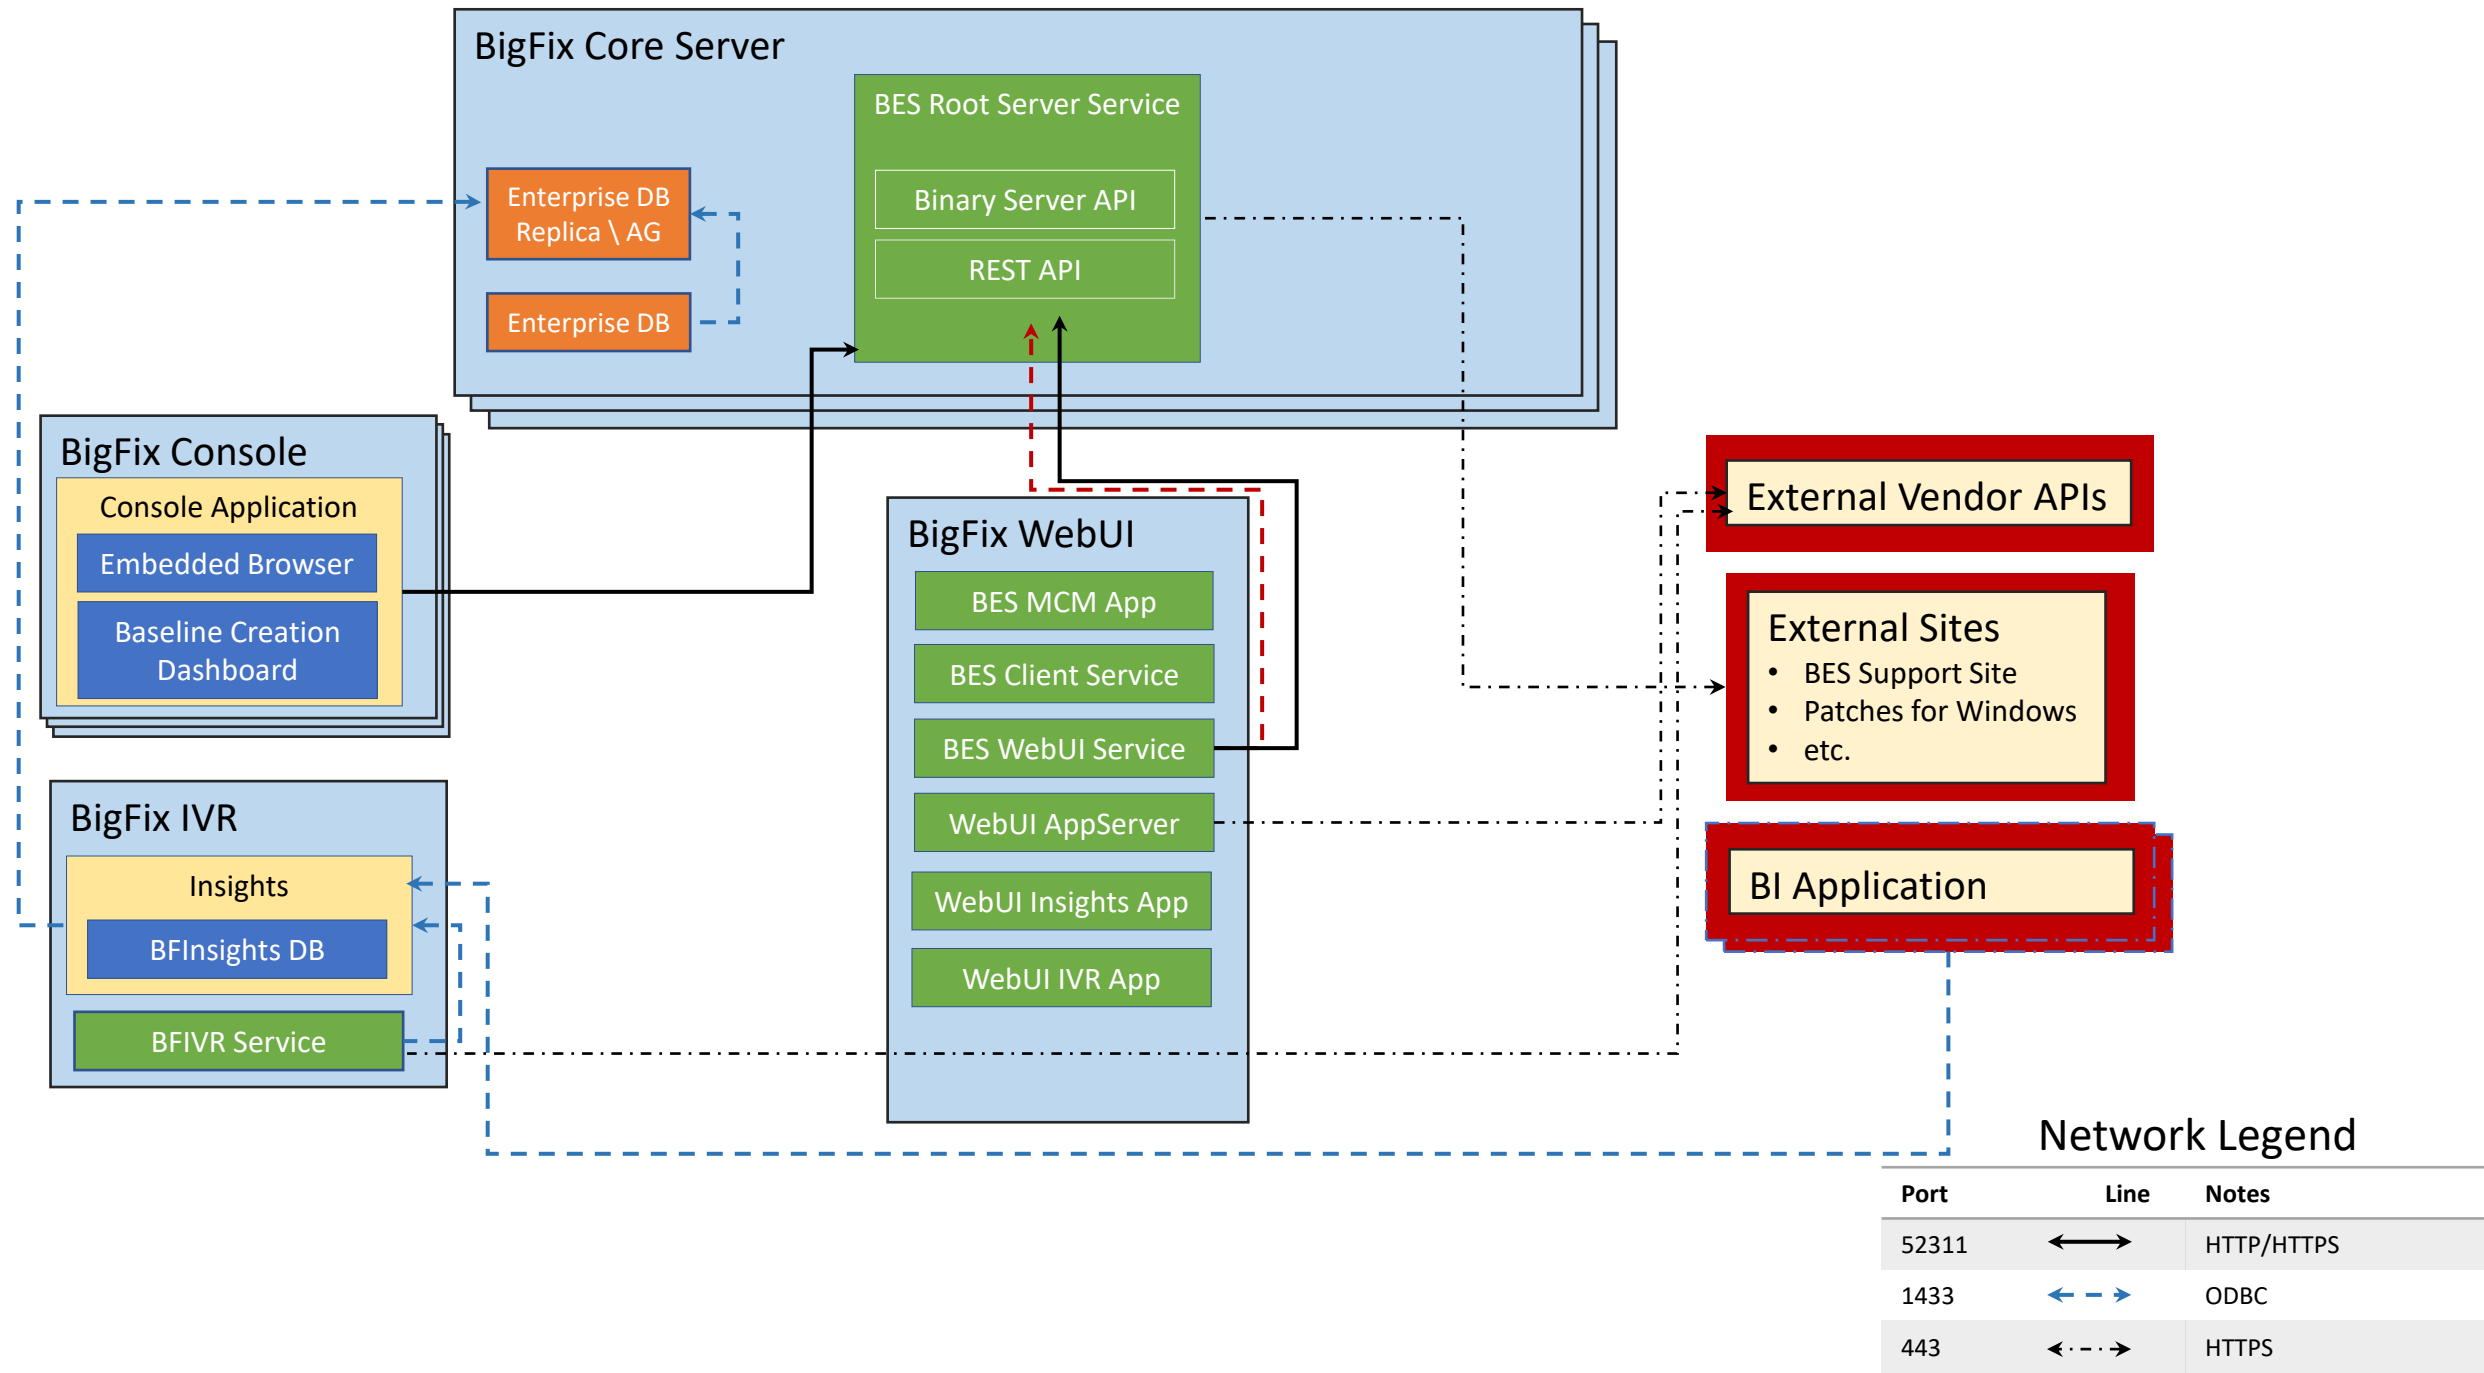 BigFix Core Server
BES Root Server Service
Binary Server API
REST API
Enterprise DB
Replica \ AG
Enterprise DB
BigFix Console
Console Application
Embedded Browser
Baseline Creation
Dashboard
BigFix IVR
Insights
BFInsights DB
BFIVR Service
BigFix WebUI
BES MCM App
BES Client Service
BES WebUI Service
WebUI AppServer
WebUI Insights App
WebUI IVR App
External Vendor APIs
External Sites
• BES Support Site
• Patches for Windows
• etc.
BI Application
Network Legend
Port Line Notes
52311 HTTP/HTTPS
1433 ODBC
443 HTTPS